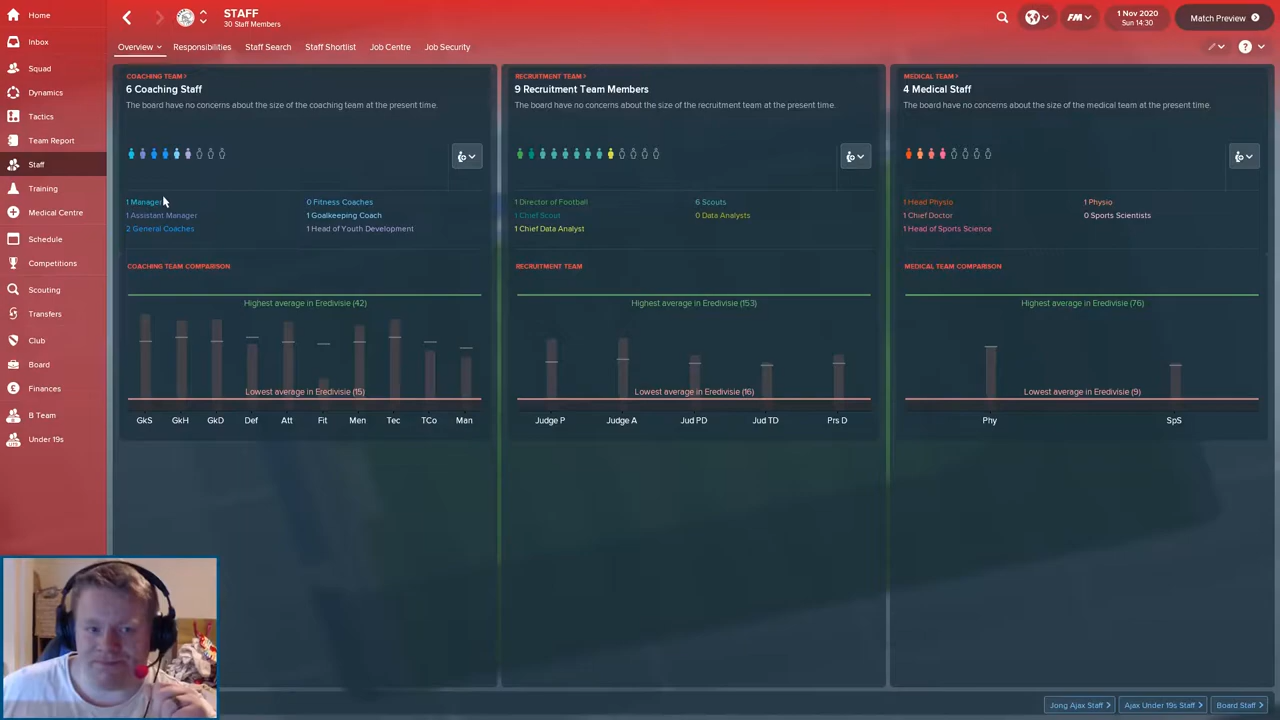 Home
STAFF
30 Staff Members
FM
1 Nov 2020
Sun 14:30
Match Preview
Inbox
Squad
Dynamics
Tactics
Team Report
Staff
Training
Medical Centre
Schedule
Competitions
Scouting
Transfers
Club
Board
Finances
B Team
Under 19s
Overview
Responsibilities
Staff Search
Staff Shortlist
Job Centre
Job Security
?
COACHING TEAM >
6 Coaching Staff
The board have no concerns about the size of the coaching team at the present time.
1 Manager
1 Assistant Manager
2 General Coaches
0 Fitness Coaches
1 Goalkeeping Coach
1 Head of Youth Development
COACHING TEAM COMPARISON
Highest average in Eredivisie (42)
Lowest average in Eredivisie (15)
GkS GkH GkD Def Att Fit Men Tec TCo Man
RECRUITMENT TEAM >
9 Recruitment Team Members
The board have no concerns about the size of the recruitment team at the present time.
1 Director of Football
1 Chief Scout
1 Chief Data Analyst
6 Scouts
0 Data Analysts
RECRUITMENT TEAM
Highest average in Eredivisie (153)
Lowest average in Eredivisie (16)
Judge P Judge A Jud PD Jud TD Prs D
MEDICAL TEAM >
4 Medical Staff
The board have no concerns about the size of the medical team at the present time.
1 Head Physio
1 Chief Doctor
1 Head of Sports Science
1 Physio
0 Sports Scientists
MEDICAL TEAM COMPARISON
Highest average in Eredivisie (76)
Lowest average in Eredivisie (9)
Phy SpS
Jong Ajax Staff >
Ajax Under 19s Staff >
Board Staff >